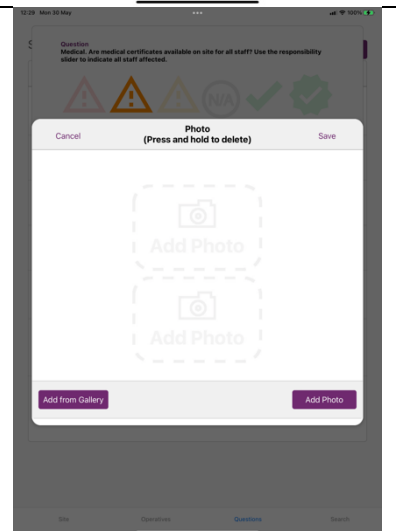 12:29 Mon 30 May
100%
S
Question
Medical. Are medical certificates available on site for all staff? Use the responsibility
slider to indicate all staff affected.
N/A
Cancel
Photo
(Press and hold to delete)
Save
Add Photo
Add Photo
Add from Gallery
Add Photo
Site
Operatives
Questions
Search